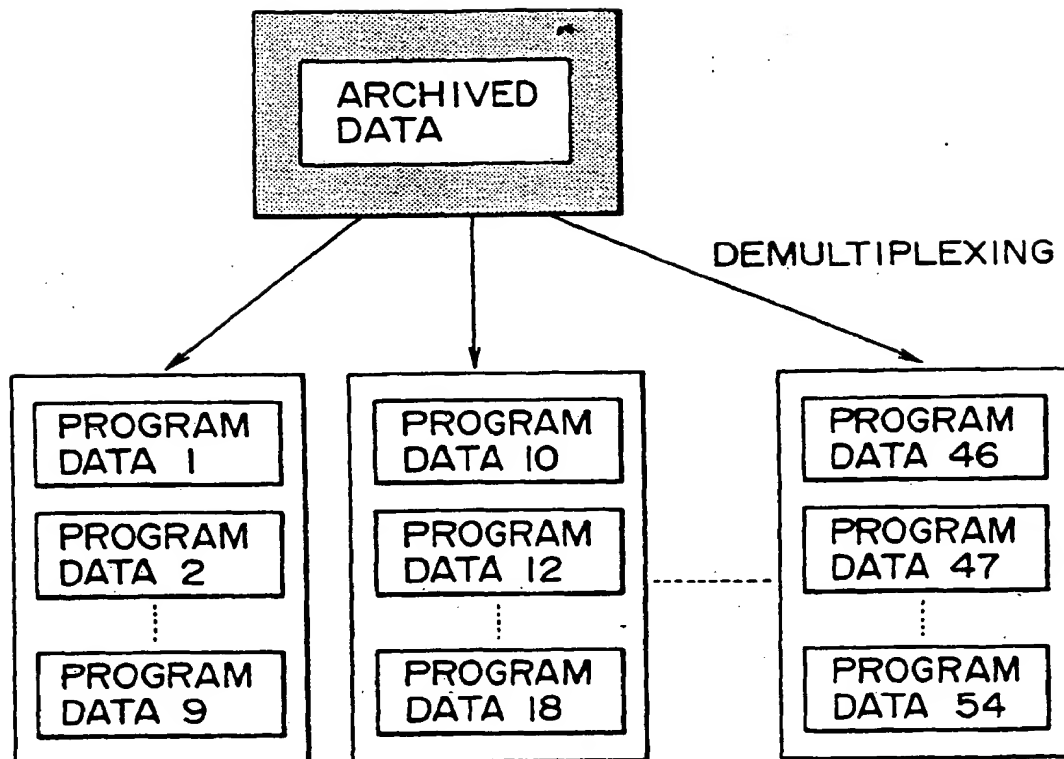 ARCHIVED
DATA
DEMULTIPLEXING
PROGRAM
DATA 1
PROGRAM
DATA 2
PROGRAM
DATA 9
PROGRAM
DATA 10
PROGRAM
DATA 12
PROGRAM
DATA 18
PROGRAM
DATA 46
PROGRAM
DATA 47
PROGRAM
DATA 54